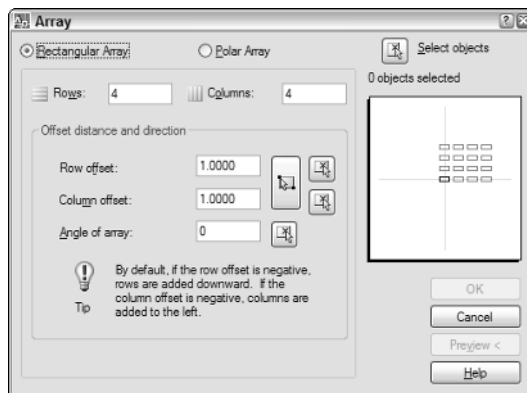 Array
Rectangular Array
Polar Array
Select objects
0 objects selected
Rows: 4
Columns: 4
Offset distance and direction
Row offset: 1.0000
Column offset: 1.0000
Angle of array: 0
Tip
By default, if the row offset is negative,
rows are added downward. If the
column offset is negative, columns are
added to the left.
OK
Cancel
Preview <
Help